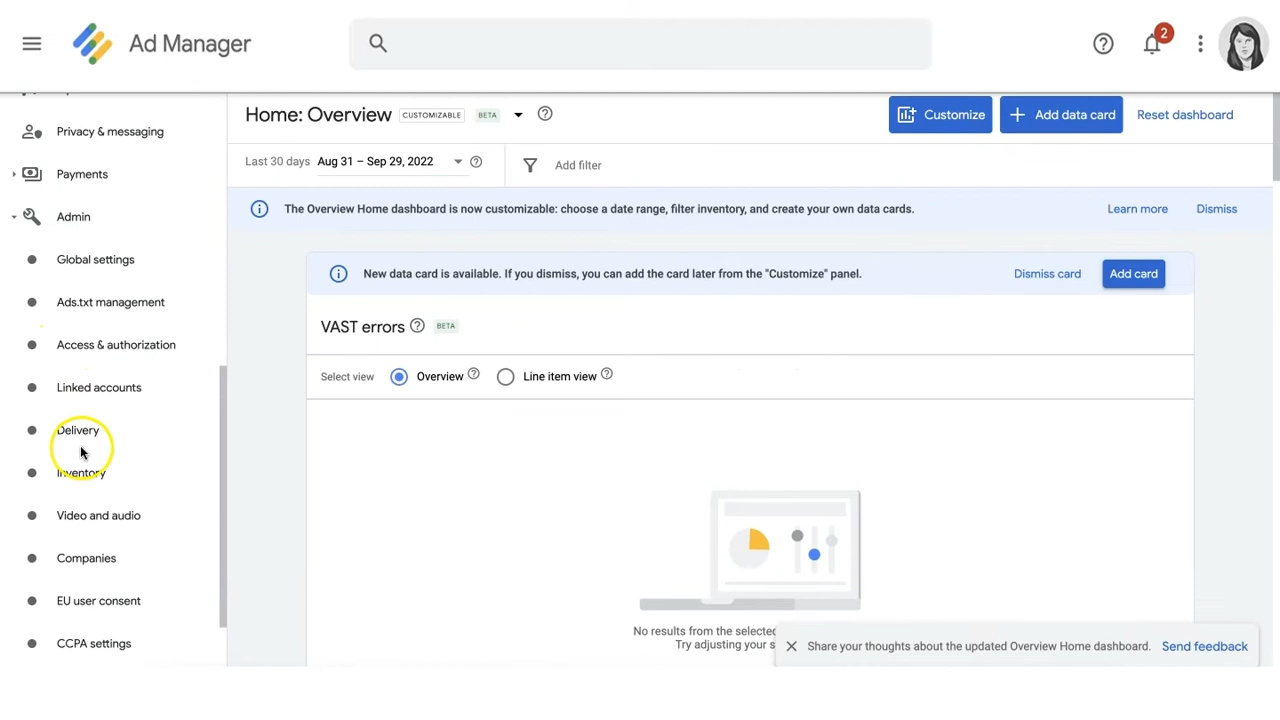 Ad Manager
2
Privacy & messaging
Payments
Admin
Global settings
Ads.txt management
Access & authorization
Linked accounts
Delivery
Inventory
Video and audio
Companies
EU user consent
CCPA settings
Home: Overview CUSTOMIZABLE BETA
Customize
Add data card
Reset dashboard
Last 30 days Aug 31 – Sep 29, 2022
Add filter
The Overview Home dashboard is now customizable: choose a date range, filter inventory, and create your own data cards.
Learn more
Dismiss
New data card is available. If you dismiss, you can add the card later from the "Customize" panel.
Dismiss card
Add card
VAST errors BETA
Select view Overview Line item view
No results from the selected
Try adjusting your s
Share your thoughts about the updated Overview Home dashboard. Send feedback